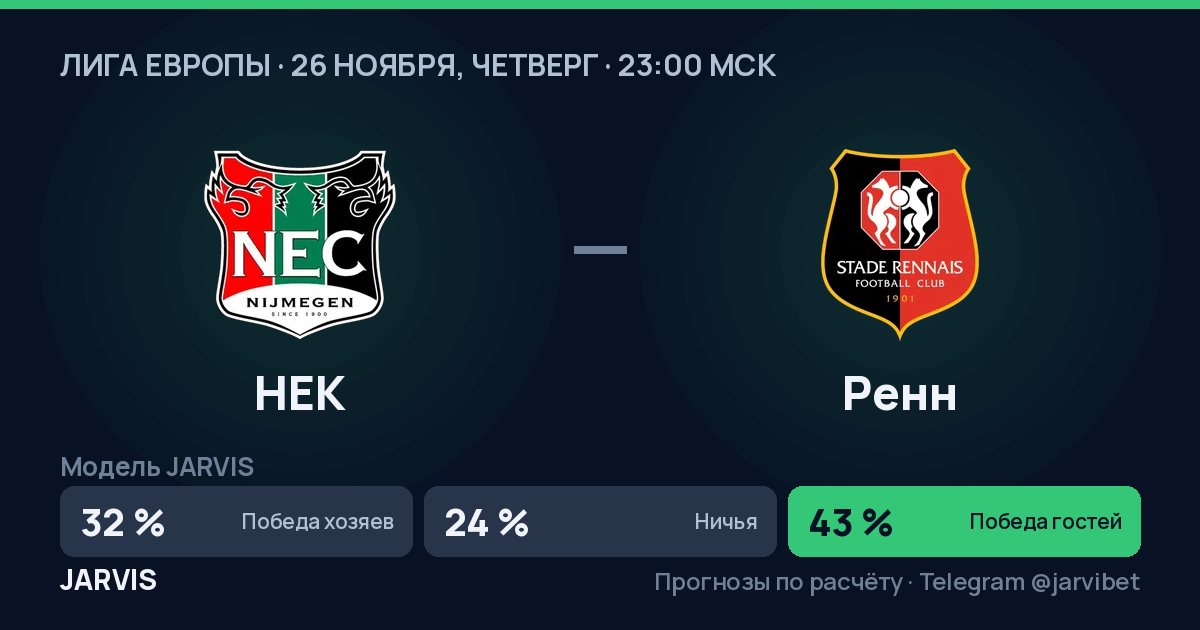 ЛИГА ЕВРОПЫ · 26 НОЯБРЯ, ЧЕТВЕРГ · 23:00 МСК
NEC
NIJMEGEN
SINCE 1900
STADE RENNAIS
FOOTBALL CLUB
1901
НЕК
Ренн
Модель JARVIS
32 % Победа хозяев
24 % Ничья
43 % Победа гостей
JARVIS
Прогнозы по расчёту · Telegram @jarvibet